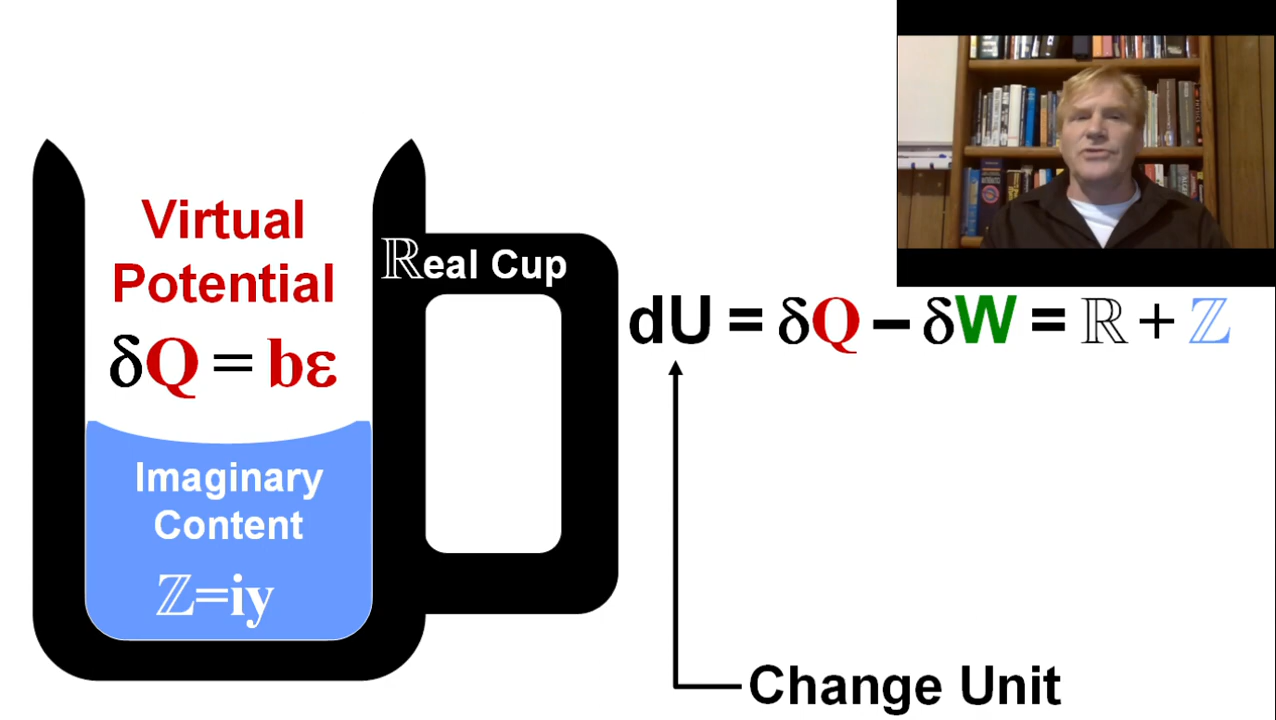 Virtual
Potential
δQ = bε
Imaginary
Content
ℤ=iy
ℝeal Cup
dU = δQ – δW = ℝ + ℤ
Change Unit